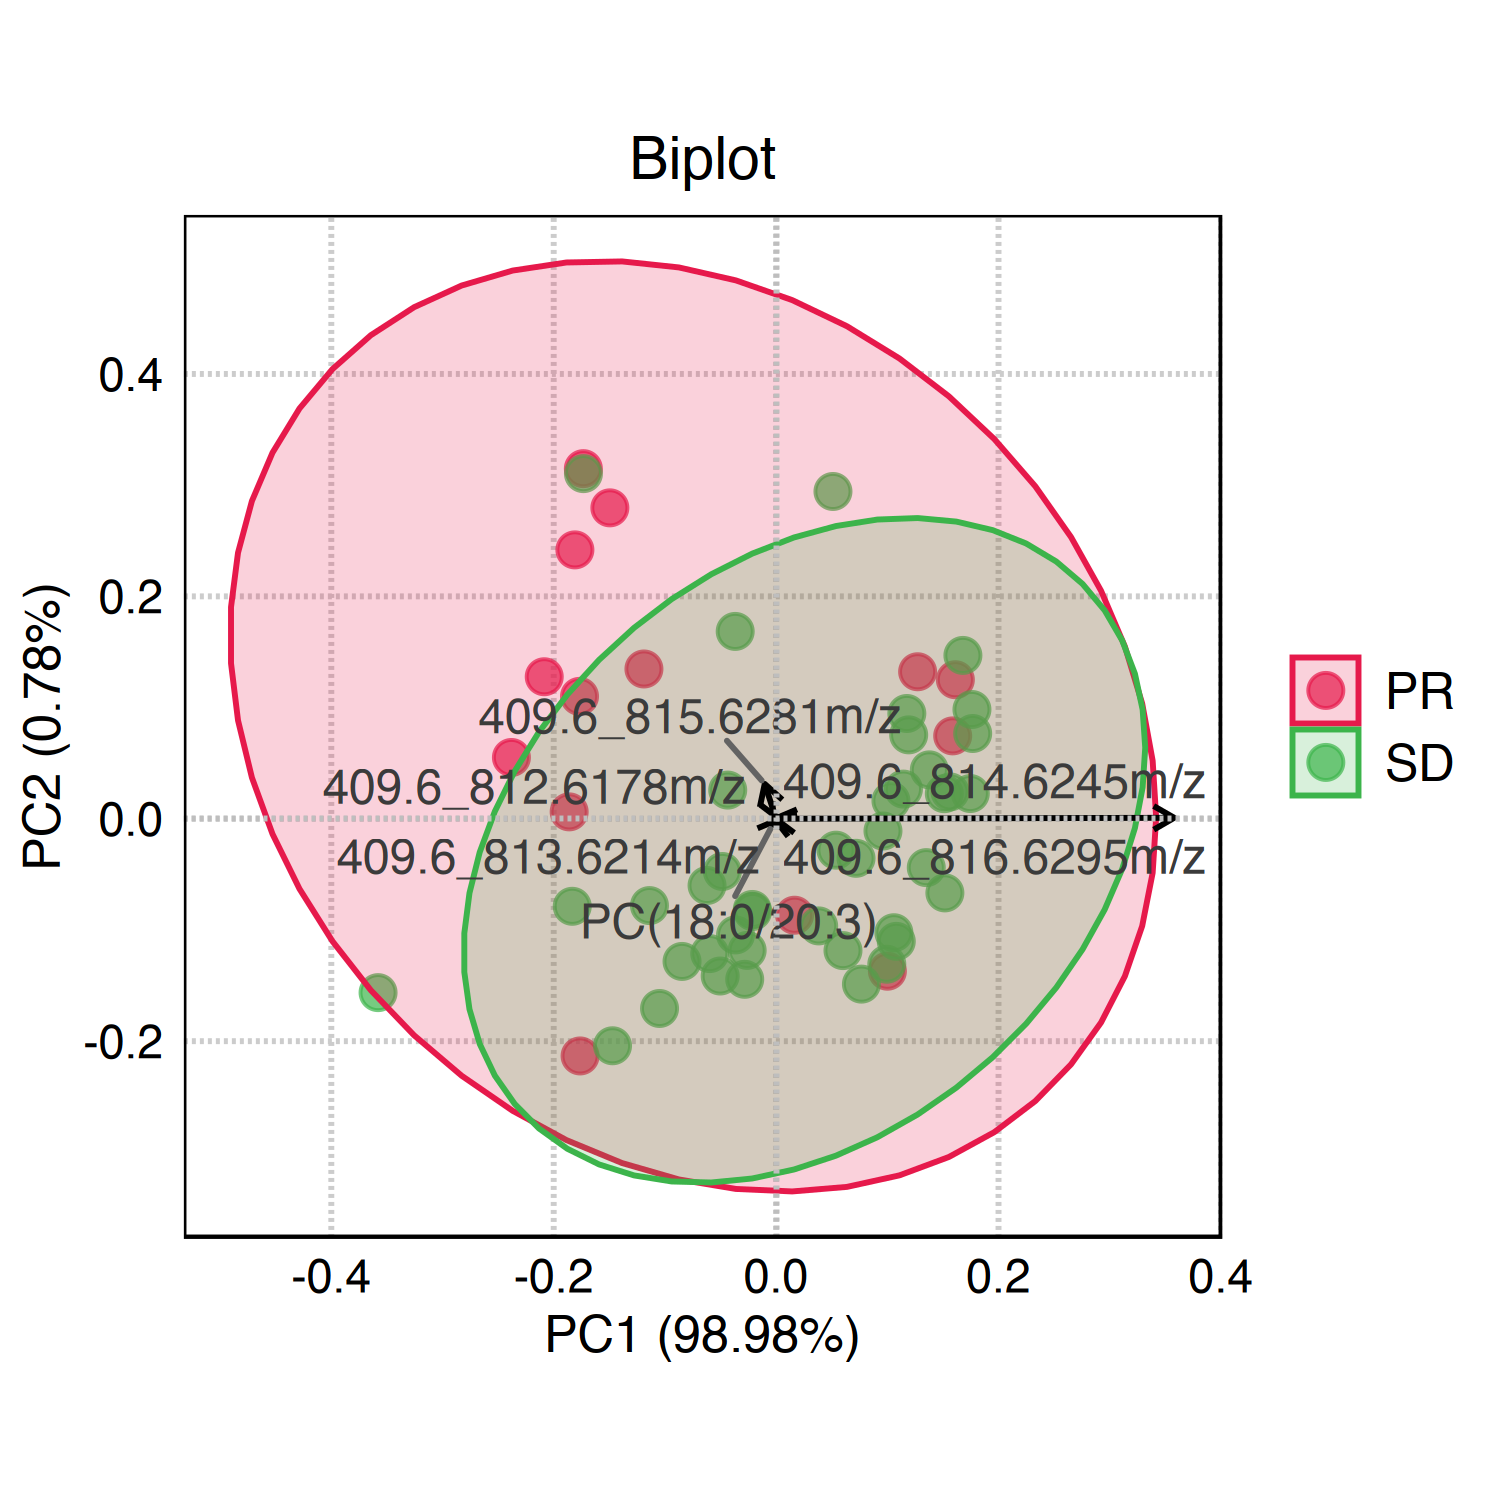 Biplot
PC2 (0.78%)
0.4
0.2
0.0
-0.2
409.6_815.6281m/z
409.6_812.6178m/z
409.6_814.6245m/z
409.6_813.6214m/z
409.6_816.6295m/z
PC(18:0/20:3)
-0.4
-0.2
0.0
0.2
0.4
PC1 (98.98%)
PR
SD